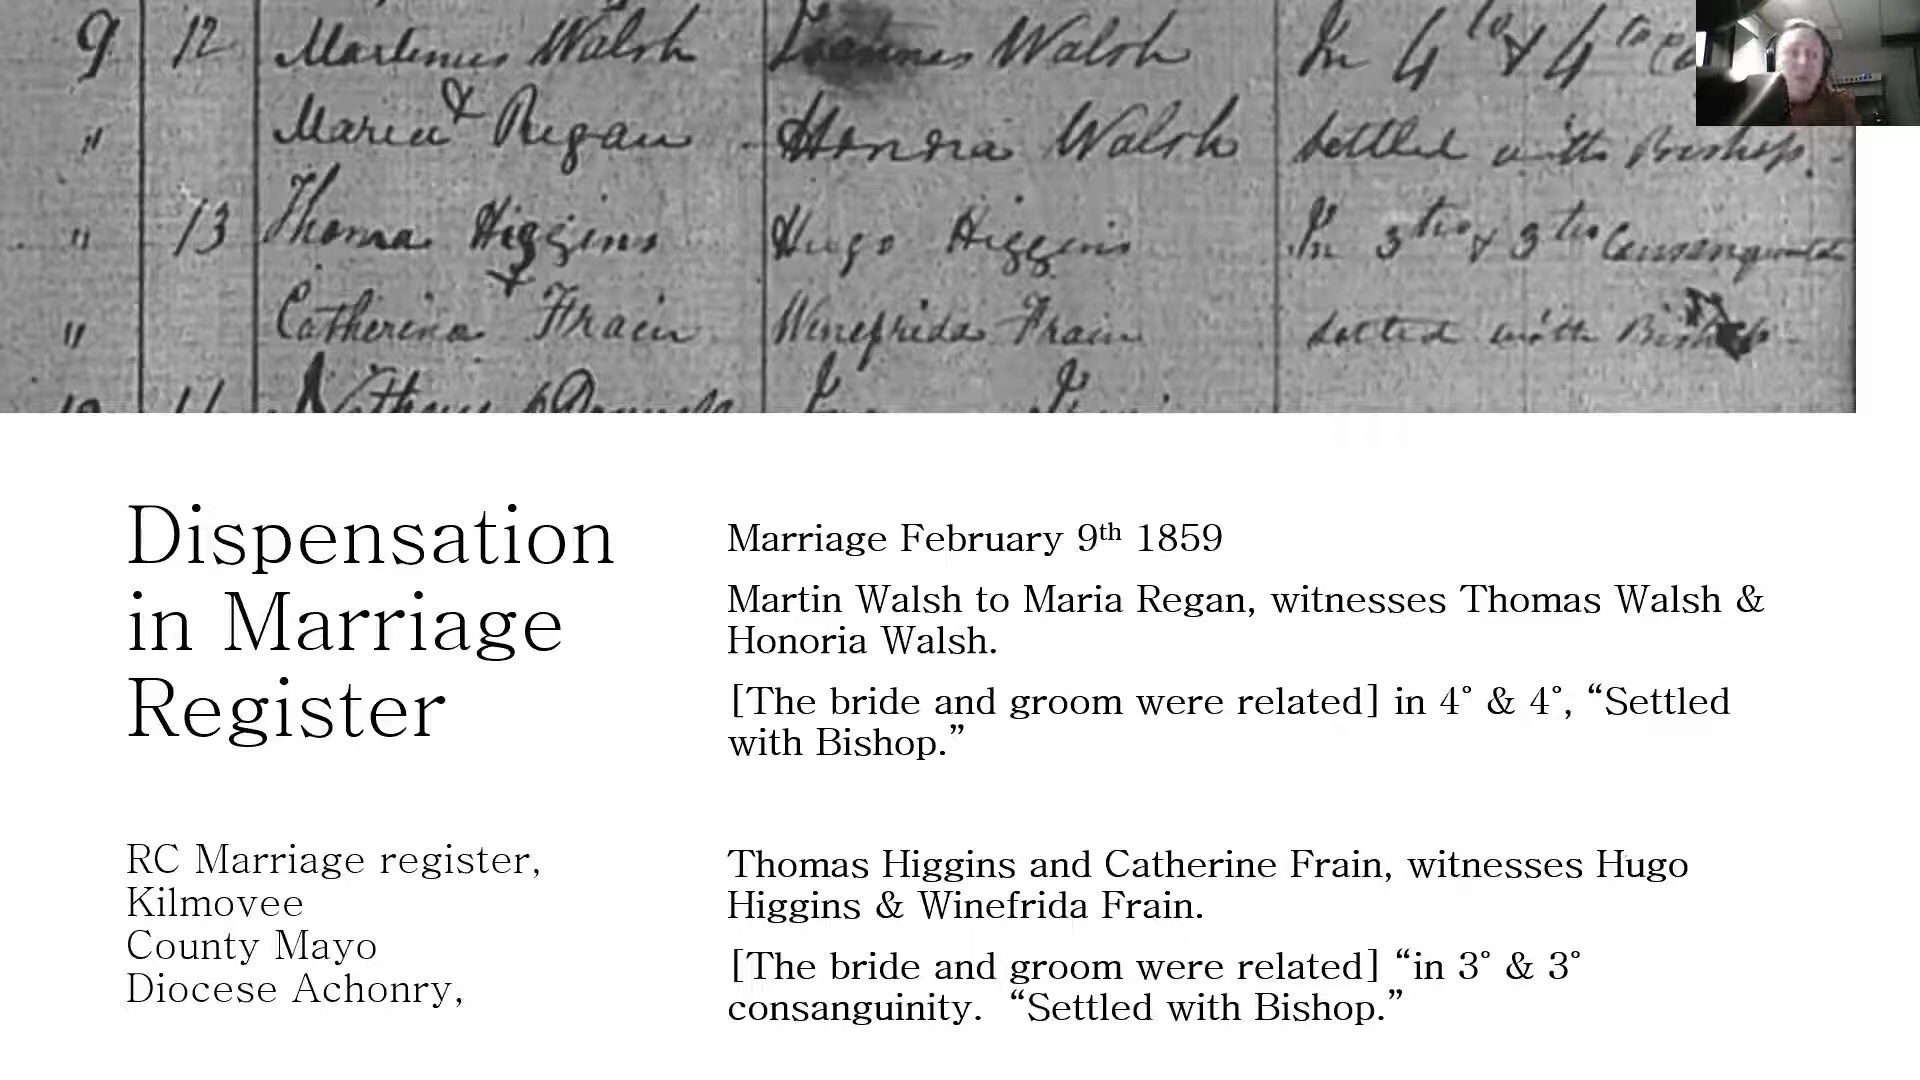 9 12 Martinus Walsh Joannes Walsh In 4to & 4to Co
" & Maria Regan Honoria Walsh settled with Bishop.
" 13 Thoma Higgins Hugo Higgins In 3tio & 3tio Consanguinit
&
" Catherina Frain Winefrida Frain settled with Bishop
Dispensation
in Marriage
Register
RC Marriage register,
Kilmovee
County Mayo
Diocese Achonry,
Marriage February 9th 1859
Martin Walsh to Maria Regan, witnesses Thomas Walsh &
Honoria Walsh.
[The bride and groom were related] in 4° & 4°, “Settled
with Bishop.”
Thomas Higgins and Catherine Frain, witnesses Hugo
Higgins & Winefrida Frain.
[The bride and groom were related] “in 3° & 3°
consanguinity.  “Settled with Bishop.”